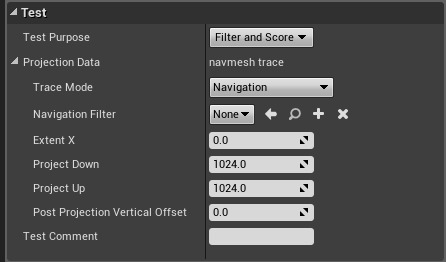 Test
Test Purpose Filter and Score
Projection Data navmesh trace
Trace Mode Navigation
Navigation Filter None
Extent X 0.0
Project Down 1024.0
Project Up 1024.0
Post Projection Vertical Offset 0.0
Test Comment